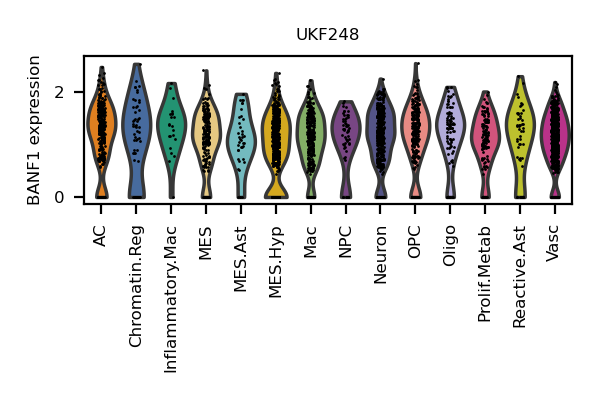 UKF248
BANF1 expression
2
0
AC
Chromatin.Reg
Inflammatory.Mac
MES
MES.Ast
MES.Hyp
Mac
NPC
Neuron
OPC
Oligo
Prolif.Metab
Reactive.Ast
Vasc